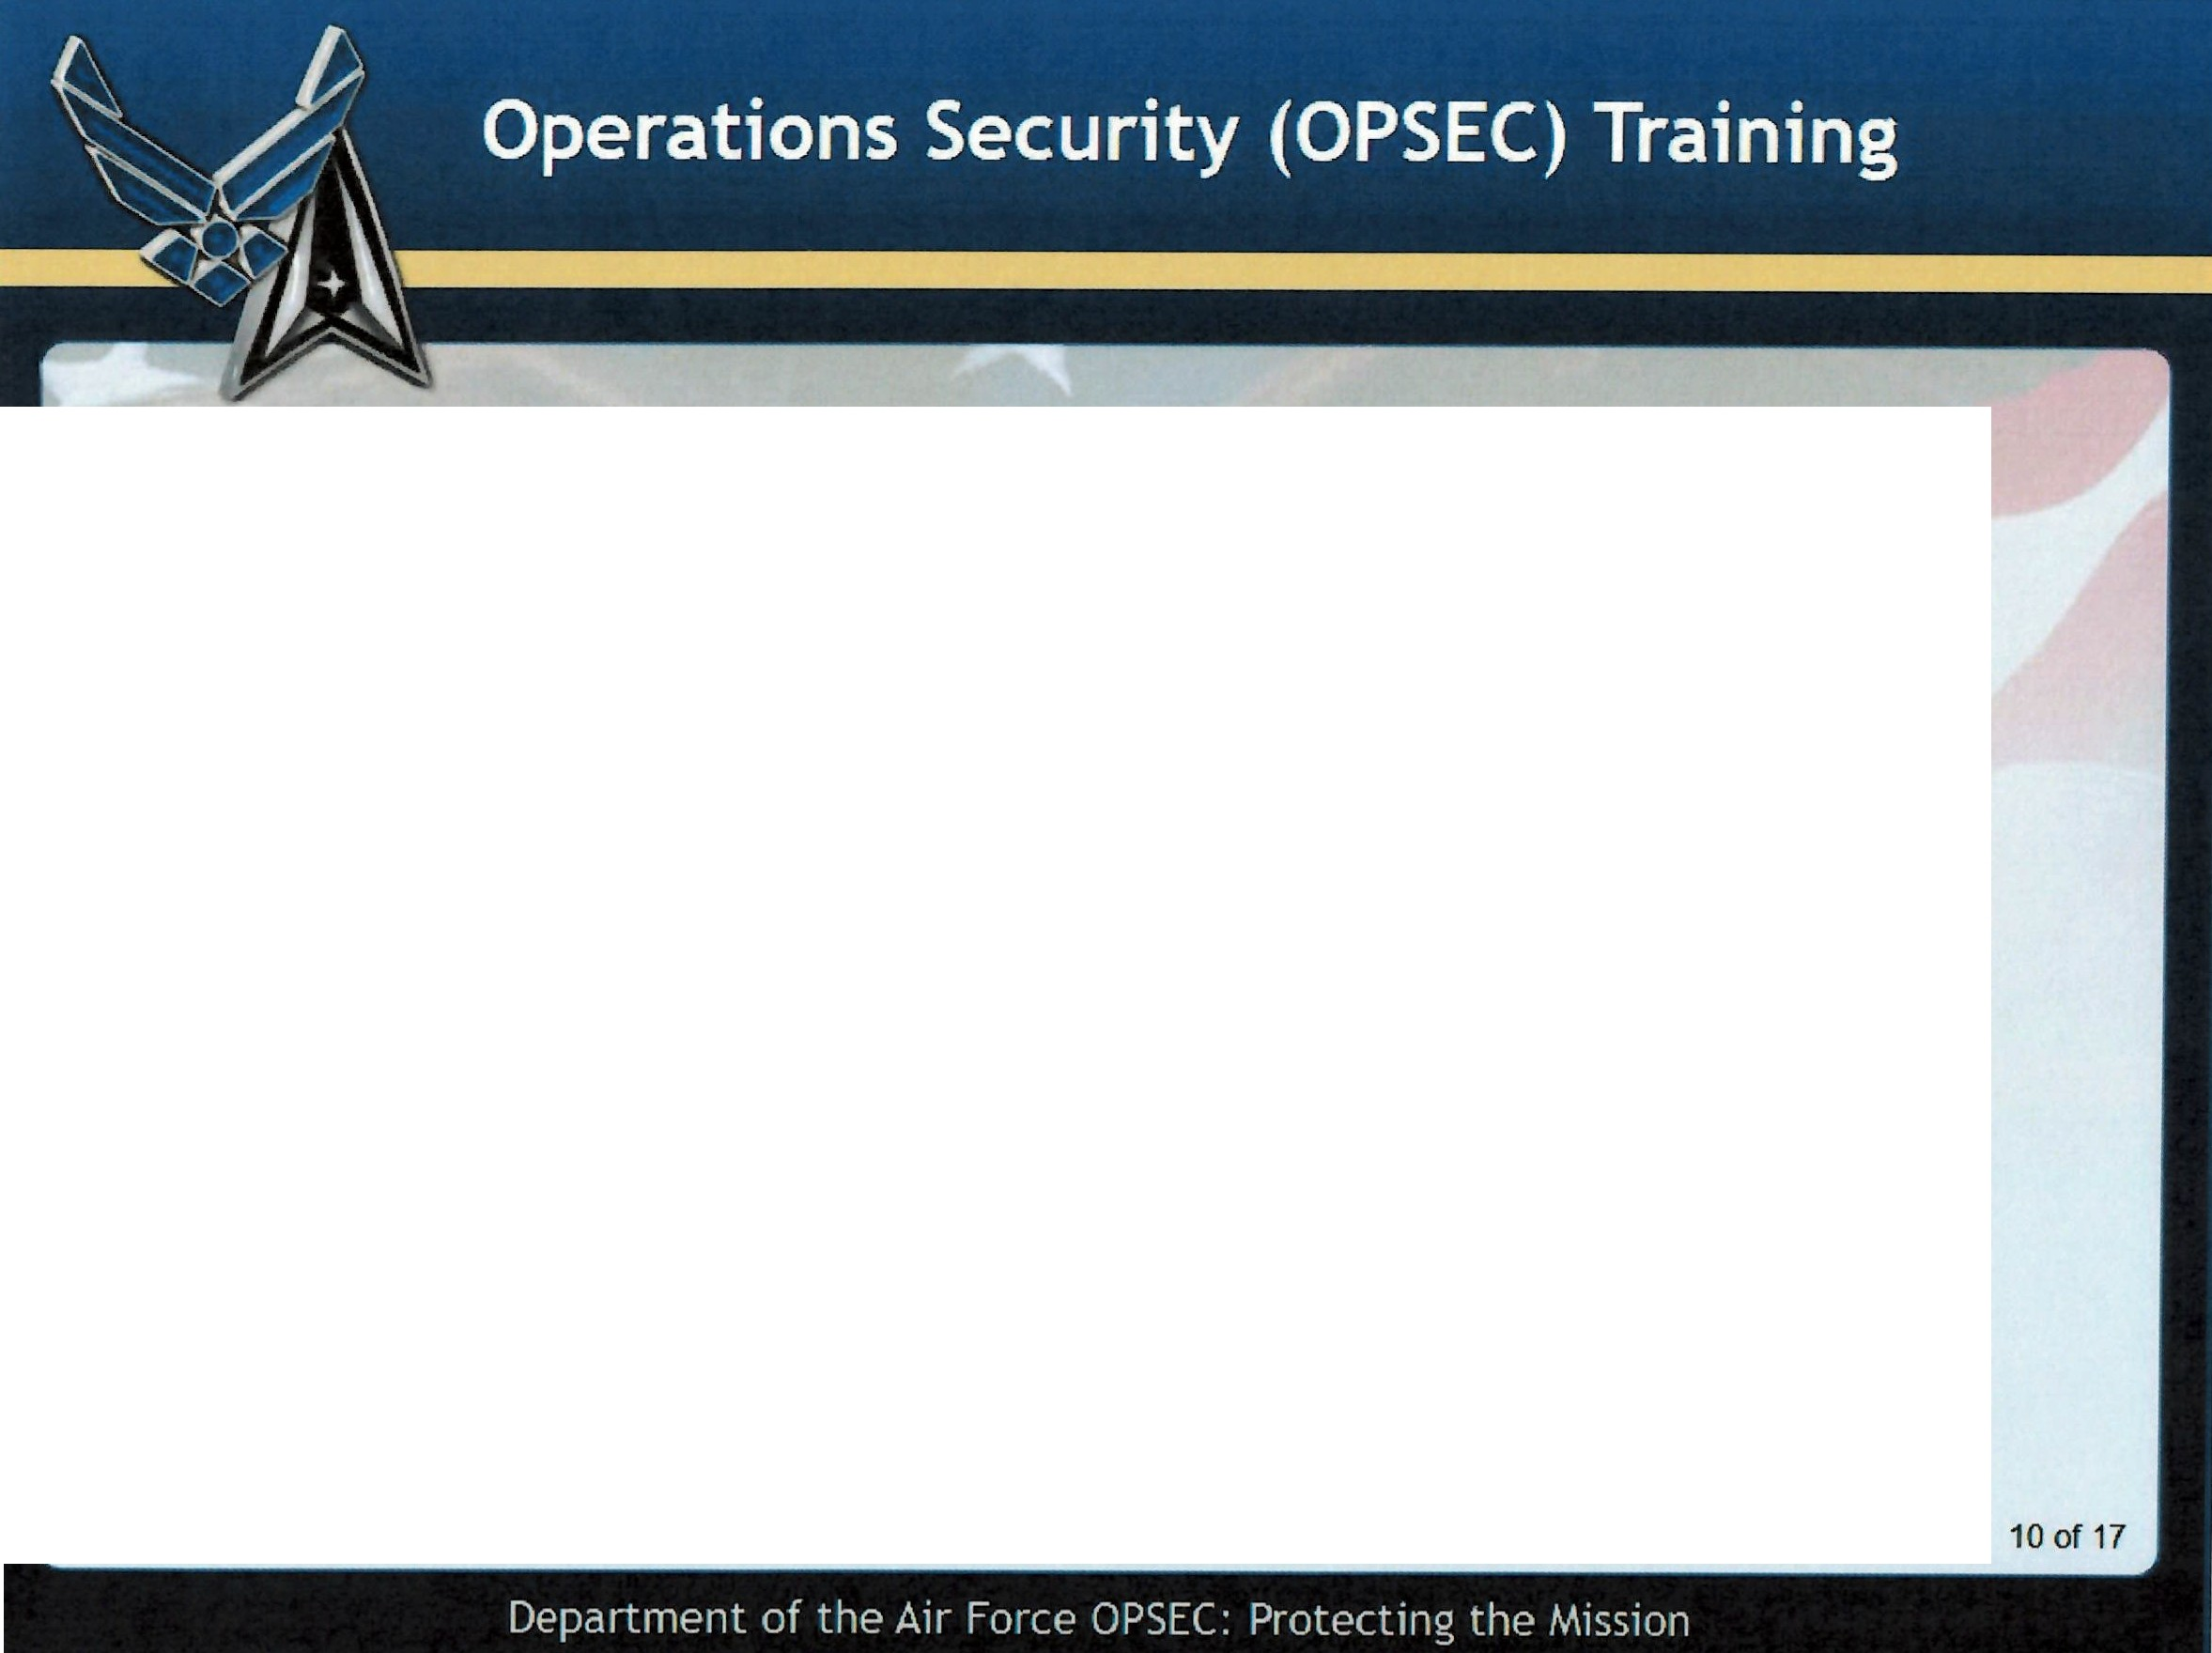 Operations Security (OPSEC) Training
10 of 17
Department of the Air Force OPSEC: Protecting the Mission